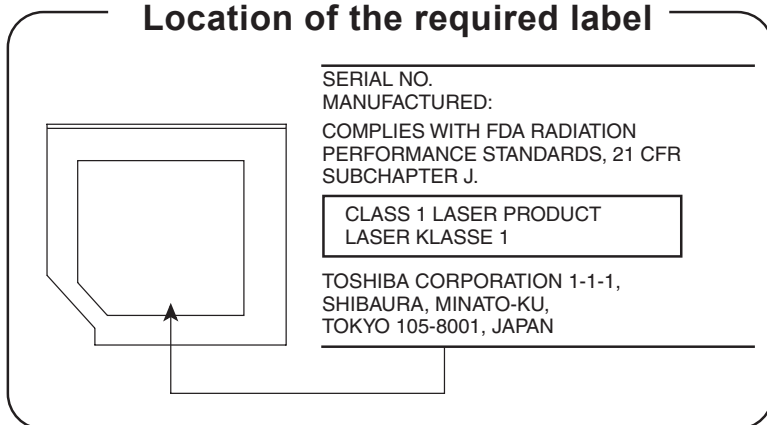 Location of the required label
SERIAL NO.
MANUFACTURED:
COMPLIES WITH FDA RADIATION
PERFORMANCE STANDARDS, 21 CFR
SUBCHAPTER J.
CLASS 1 LASER PRODUCT
LASER KLASSE 1
TOSHIBA CORPORATION 1-1-1,
SHIBAURA, MINATO-KU,
TOKYO 105-8001, JAPAN